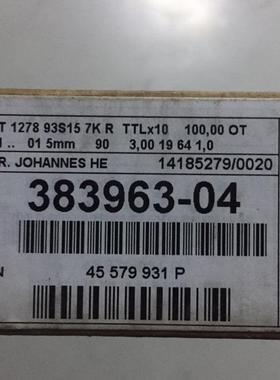 T 1278 93S15 7K R TTLx10 100,00 OT
.. 01 5mm 90 3,00 19 64 1,0
R. JOHANNES HE 14185279/0020
383963-04
N 45 579 931 P